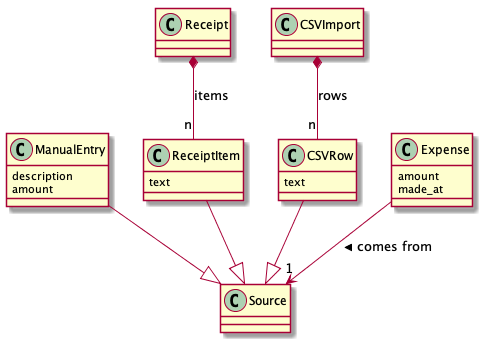 C Receipt
C CSVImport
items
rows
n
n
C ManualEntry
description
amount
C ReceiptItem
text
C CSVRow
text
C Expense
amount
made_at
◄ comes from
1
C Source